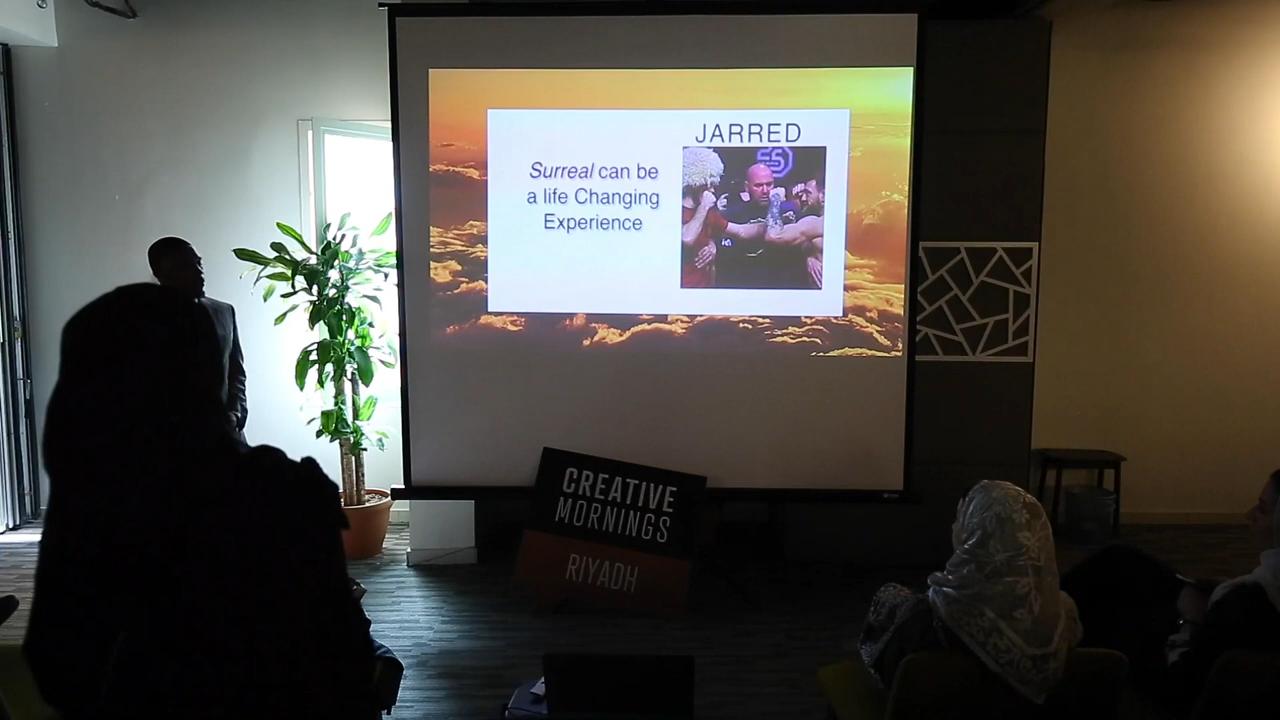 JARRED
Surreal can be
a life Changing
Experience
CREATIVE
MORNINGS
RIYADH